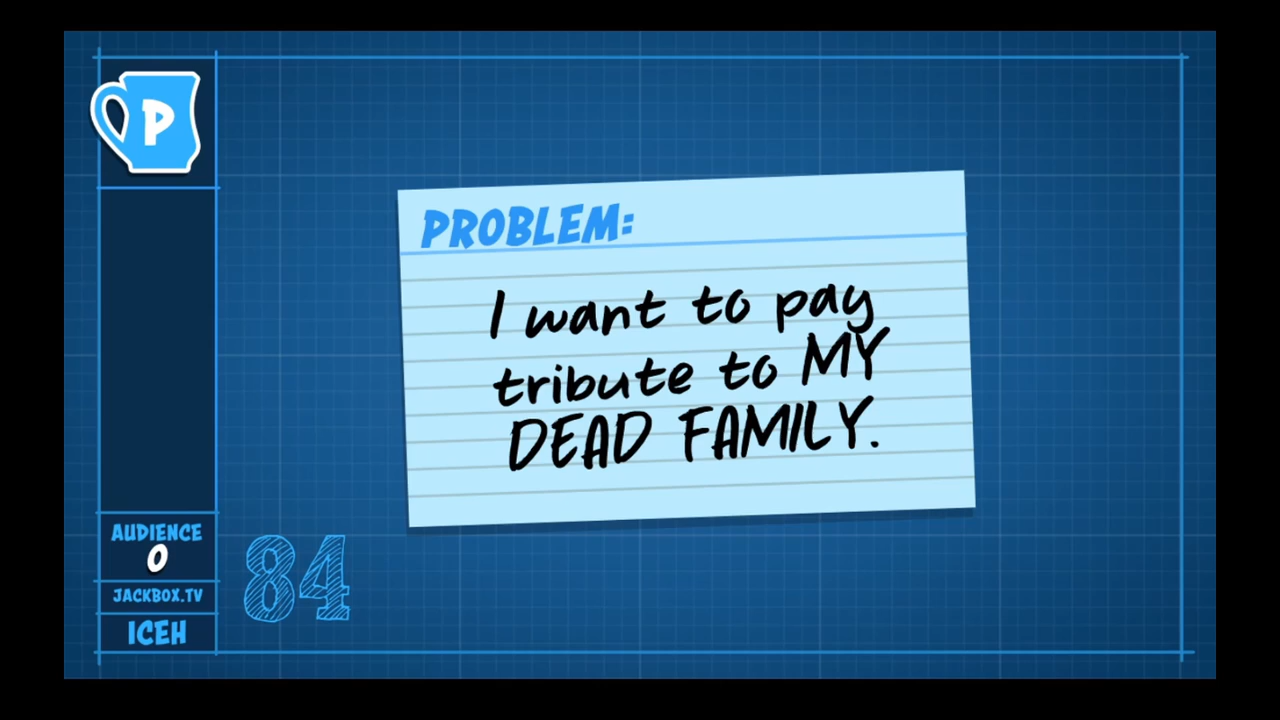 P
PROBLEM:
I want to pay
tribute to MY
DEAD FAMILY.
AUDIENCE
0
JACKBOX.TV
ICEH
84